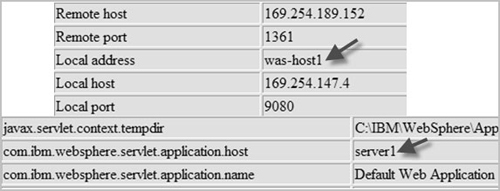 Remote host 169.254.189.152
Remote port 1361
Local address was-host1
Local host 169.254.147.4
Local port 9080
javax.servlet.context.tempdir C:\IBM\WebSphere\App
com.ibm.websphere.servlet.application.host server1
com.ibm.websphere.servlet.application.name Default Web Application